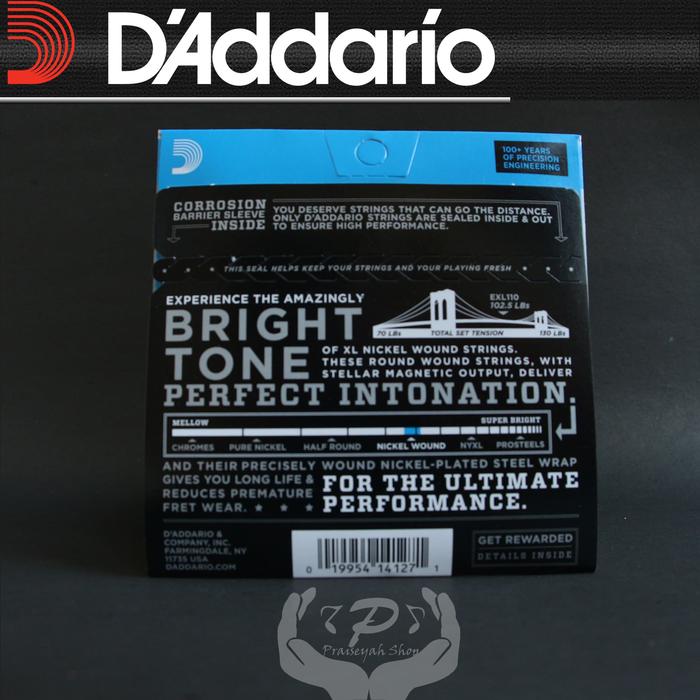 D'Addario
100+ YEARS
OF PRECISION
ENGINEERING
CORROSION
BARRIER SLEEVE
INSIDE
YOU DESERVE STRINGS THAT CAN GO THE DISTANCE.
ONLY D'ADDARIO STRINGS ARE SEALED INSIDE & OUT
TO ENSURE HIGH PERFORMANCE.
THIS SEAL HELPS KEEP YOUR STRINGS AND YOUR PLAYING FRESH
EXPERIENCE THE AMAZINGLY
BRIGHT
TONE
EXL110
102.5 LBs
70 LBs TOTAL SET TENSION 130 LBs
OF XL NICKEL WOUND STRINGS.
THESE ROUND WOUND STRINGS, WITH
STELLAR MAGNETIC OUTPUT, DELIVER
PERFECT INTONATION.
MELLOW SUPER BRIGHT
CHROMES PURE NICKEL HALF ROUND NICKEL WOUND NYXL PROSTEELS
AND THEIR PRECISELY WOUND NICKEL-PLATED STEEL WRAP
GIVES YOU LONG LIFE &
REDUCES PREMATURE
FRET WEAR.
FOR THE ULTIMATE
PERFORMANCE.
D'ADDARIO &
COMPANY, INC.
FARMINGDALE, NY
11735 USA
DADDARIO.COM
0 19954 14127 1
GET REWARDED
DETAILS INSIDE
P
Praiseyah Shop